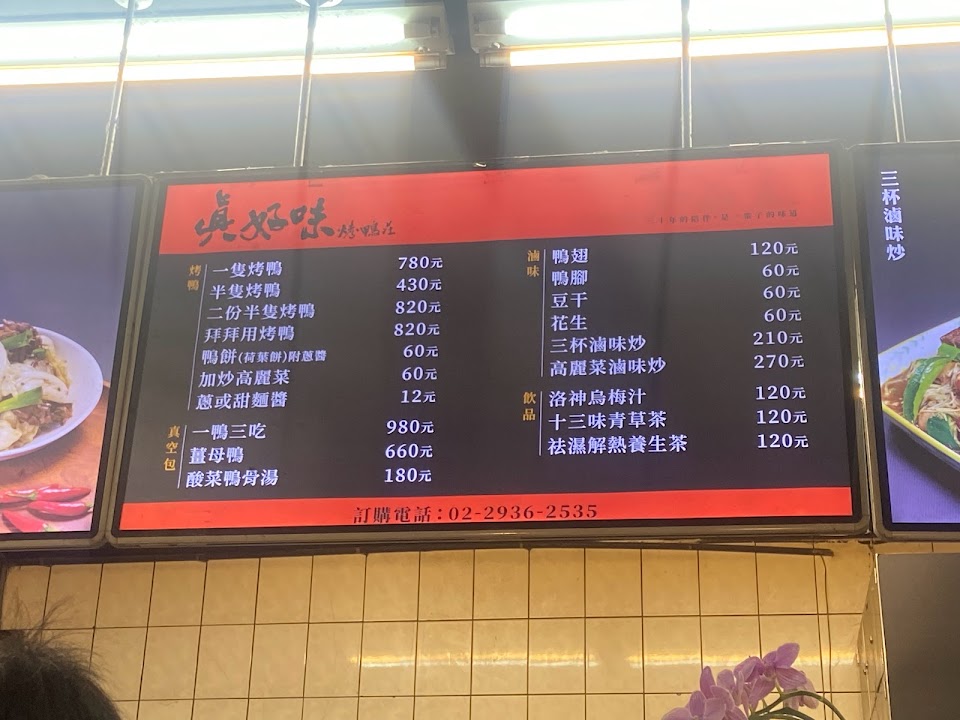 真好味 烤鴨莊
三十年的陪伴，是一輩子的味道
烤鴨
一隻烤鴨 780元
半隻烤鴨 430元
二份半隻烤鴨 820元
拜拜用烤鴨 820元
鴨餅(荷葉餅)附蔥醬 60元
加炒高麗菜 60元
蔥或甜麵醬 12元
真空包
一鴨三吃 980元
薑母鴨 660元
酸菜鴨骨湯 180元
滷味
鴨翅 120元
鴨腳 60元
豆干 60元
花生 60元
三杯滷味炒 210元
高麗菜滷味炒 270元
飲品
洛神烏梅汁 120元
十三味青草茶 120元
祛濕解熱養生茶 120元
訂購電話：02-2936-2535
三杯滷味炒